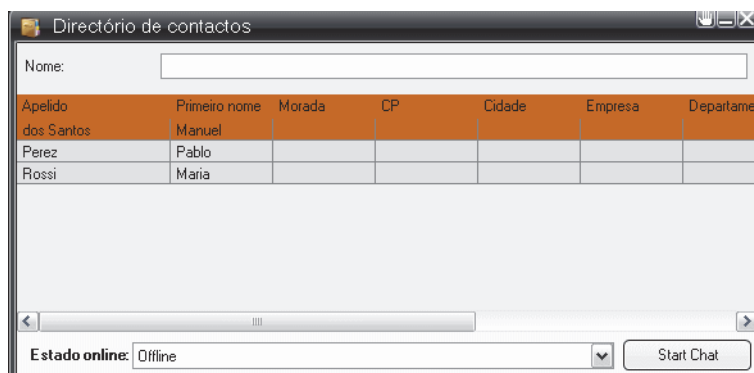 Directório de contactos
Nome:
Apelido Primeiro nome Morada CP Cidade Empresa Departame
dos Santos Manuel
Perez Pablo
Rossi Maria
Estado online: Offline Start Chat